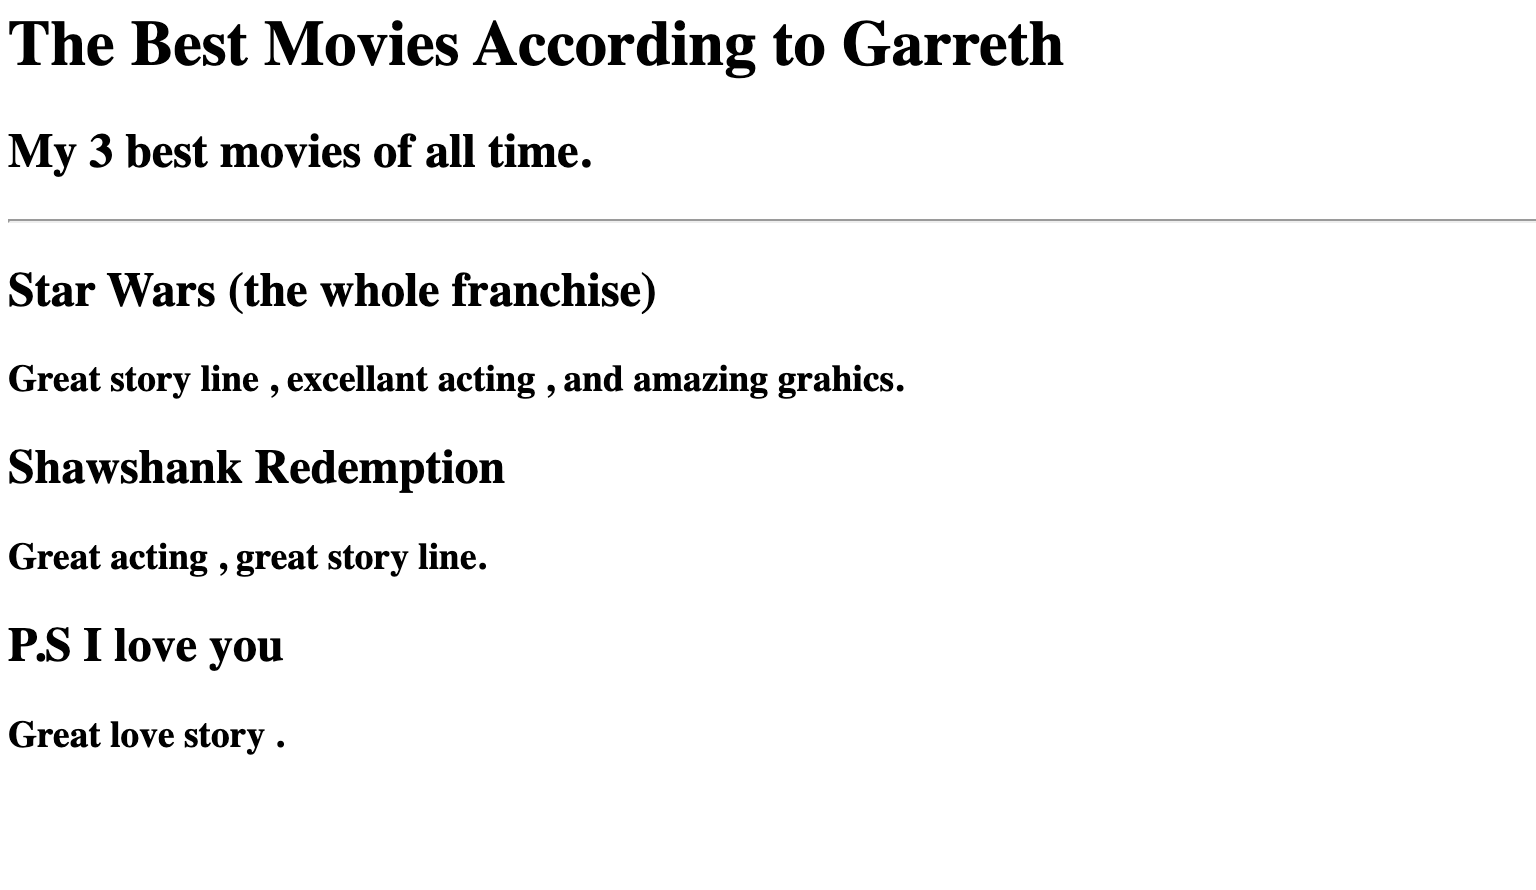 The Best Movies According to Garreth
My 3 best movies of all time.
Star Wars (the whole franchise)
Great story line , excellant acting , and amazing grahics.
Shawshank Redemption
Great acting , great story line.
P.S I love you
Great love story .